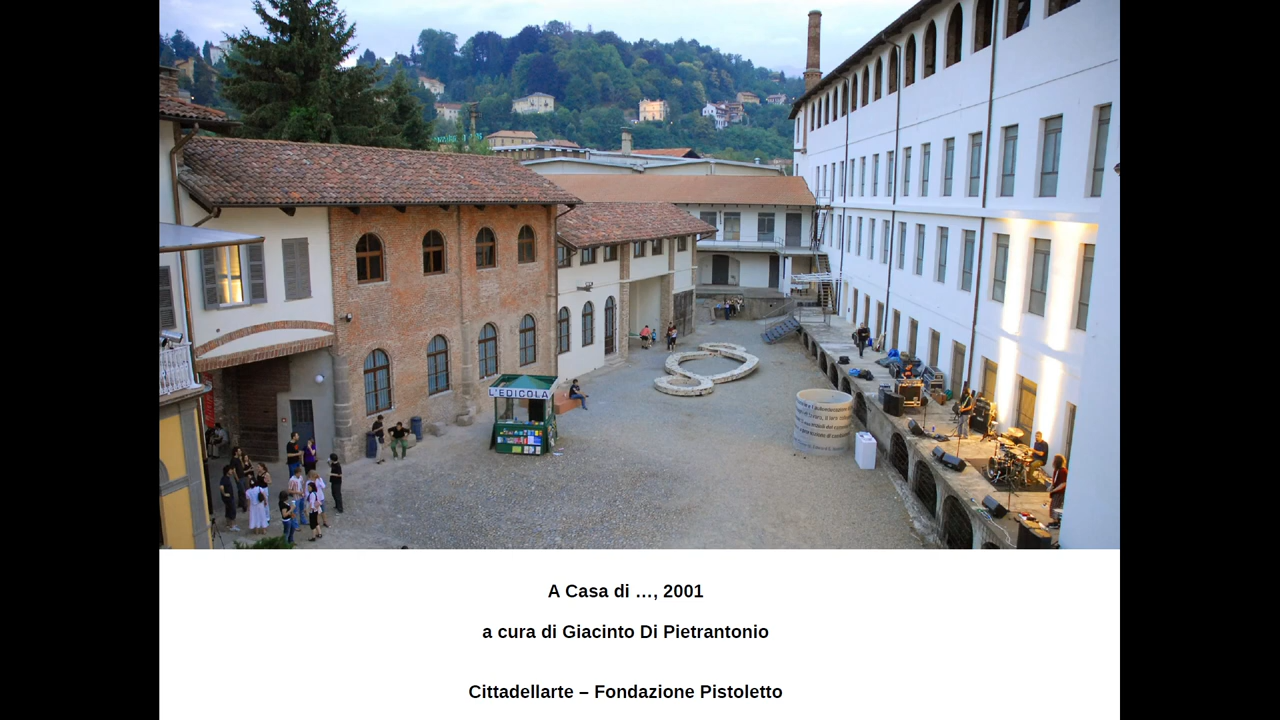 L'EDICOLA
A Casa di …, 2001
a cura di Giacinto Di Pietrantonio
Cittadellarte – Fondazione Pistoletto